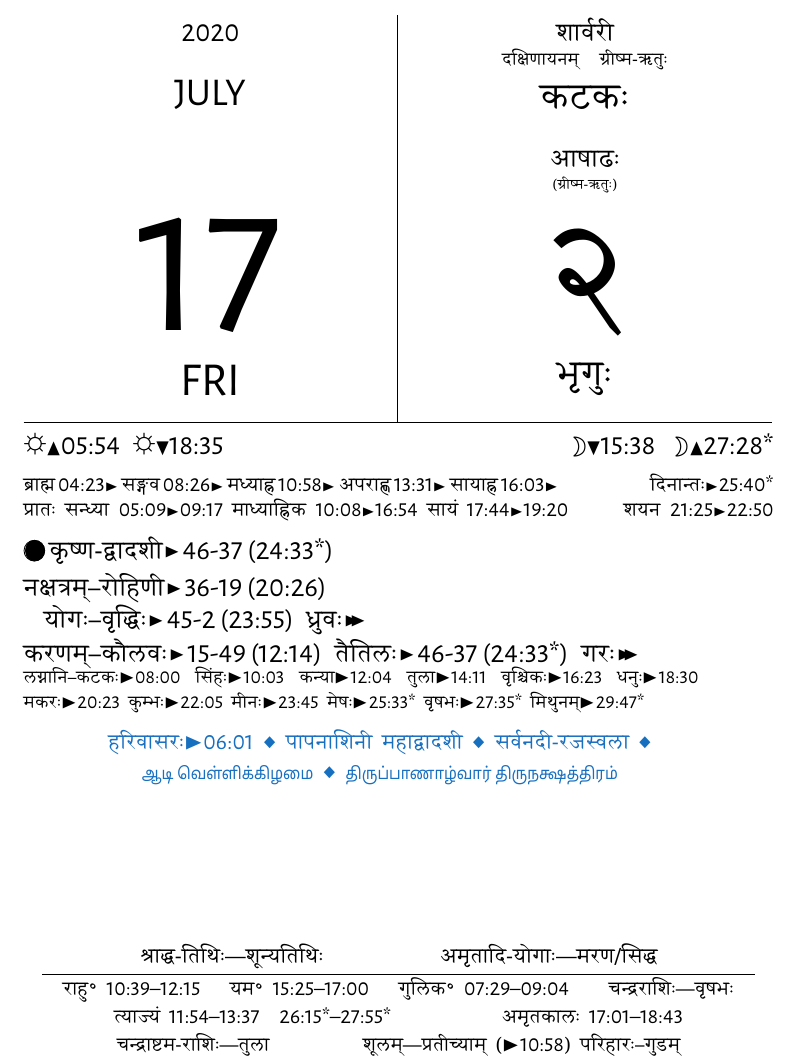 2020
JULY
17
FRI
शार्वरी
दक्षिणायनम् ग्रीष्म-ऋतुः
कटकः
आषाढः
(ग्रीष्म-ऋतुः)
२
भृगुः
☼▲05:54 ☼▼18:35 ☽▼15:38 ☽▲27:28*
ब्राह्म 04:23► सङ्गव 08:26► मध्याह्न 10:58► अपराह्ण 13:31► सायाह्न 16:03► दिनान्तः►25:40*
प्रातः सन्ध्या 05:09►09:17 माध्याह्निक 10:08►16:54 सायं 17:44►19:20 शयन 21:25►22:50
कृष्ण-द्वादशी►46-37 (24:33*)
नक्षत्रम्–रोहिणी►36-19 (20:26)
योगः–वृद्धिः►45-2 (23:55) ध्रुवः►►
करणम्–कौलवः►15-49 (12:14) तैतिलः►46-37 (24:33*) गरः►►
लग्नानि–कटकः►08:00 सिंहः►10:03 कन्या►12:04 तुला►14:11 वृश्चिकः►16:23 धनुः►18:30
मकरः►20:23 कुम्भः►22:05 मीनः►23:45 मेषः►25:33* वृषभः►27:35* मिथुनम्►29:47*
हरिवासरः►06:01 ◆ पापनाशिनी महाद्वादशी ◆ सर्वनदी-रजस्वला ◆
ஆடி வெள்ளிக்கிழமை ◆ திருப்பாணாழ்வார் திருநக்ஷத்திரம்
श्राद्ध-तिथिः—शून्यतिथिः अमृतादि-योगाः—मरण/सिद्ध
राहु° 10:39–12:15 यम° 15:25–17:00 गुलिक° 07:29–09:04 चन्द्रराशिः—वृषभः
त्याज्यं 11:54–13:37 26:15*–27:55* अमृतकालः 17:01–18:43
चन्द्राष्टम-राशिः—तुला शूलम्—प्रतीच्याम् (►10:58) परिहारः–गुडम्